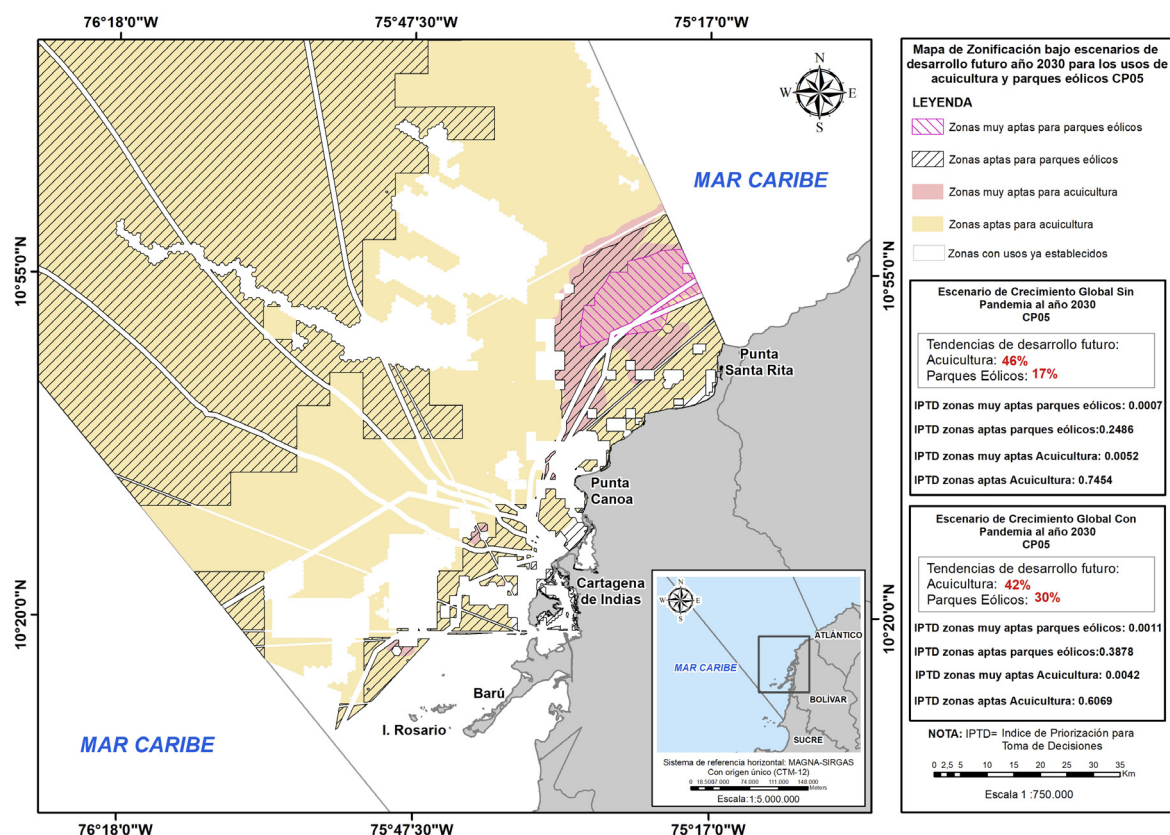 76°18'0"W
75°47'30"W
75°17'0"W
10°55'0"N
10°20'0"N
N
W
E
S
MAR CARIBE
Punta
Santa Rita
Punta
Canoa
Cartagena
de Indias
Barú
I. Rosario
MAR CARIBE
10°55'0"N
10°20'0"N
76°18'0"W
75°47'30"W
75°17'0"W
N
W
E
S
MAR CARIBE
ATLÁNTICO
BOLÍVAR
SUCRE
Sistema de referencia horizontal: MAGNA-SIRGAS
Con origen único (CTM-12)
74.000 111.000 148.000
Meters
Escala:1:5.000.000
Mapa de Zonificación bajo escenarios de
desarrollo futuro año 2030 para los usos de
acuicultura y parques eólicos CP05
LEYENDA
Zonas muy aptas para parques eólicos
Zonas aptas para parques eólicos
Zonas muy aptas para acuicultura
Zonas aptas para acuicultura
Zonas con usos ya establecidos
Escenario de Crecimiento Global Sin
Pandemia al año 2030
CP05
Tendencias de desarrollo futuro:
Acuicultura: 46%
Parques Eólicos: 17%
IPTD zonas muy aptas parques eólicos: 0.0007
IPTD zonas aptas parques eólicos:0.2486
IPTD zonas muy aptas Acuicultura: 0.0052
IPTD zonas aptas Acuicultura: 0.7454
Escenario de Crecimiento Global Con
Pandemia al año 2030
CP05
Tendencias de desarrollo futuro:
Acuicultura: 42%
Parques Eólicos: 30%
IPTD zonas muy aptas parques eólicos: 0.0011
IPTD zonas aptas parques eólicos:0.3878
IPTD zonas muy aptas Acuicultura: 0.0042
IPTD zonas aptas Acuicultura: 0.6069
NOTA: IPTD= Indice de Priorización para
Toma de Decisiones
0 2,5 5 10 15 20 25 30 35
Km
Escala 1 :750.000